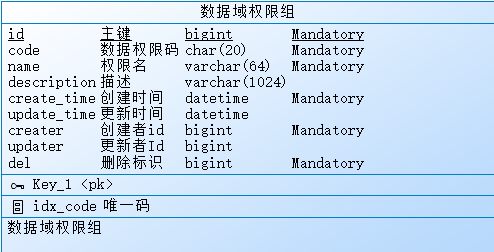 数据域权限组
id 主键 bigint Mandatory
code 数据权限码 char(20) Mandatory
name 权限名 varchar(64) Mandatory
description 描述 varchar(1024)
create_time 创建时间 datetime Mandatory
update_time 更新时间 datetime
creater 创建者id bigint Mandatory
updater 更新者Id bigint
del 删除标识 bigint Mandatory
Key_1 <pk>
idx_code 唯一码
数据域权限组